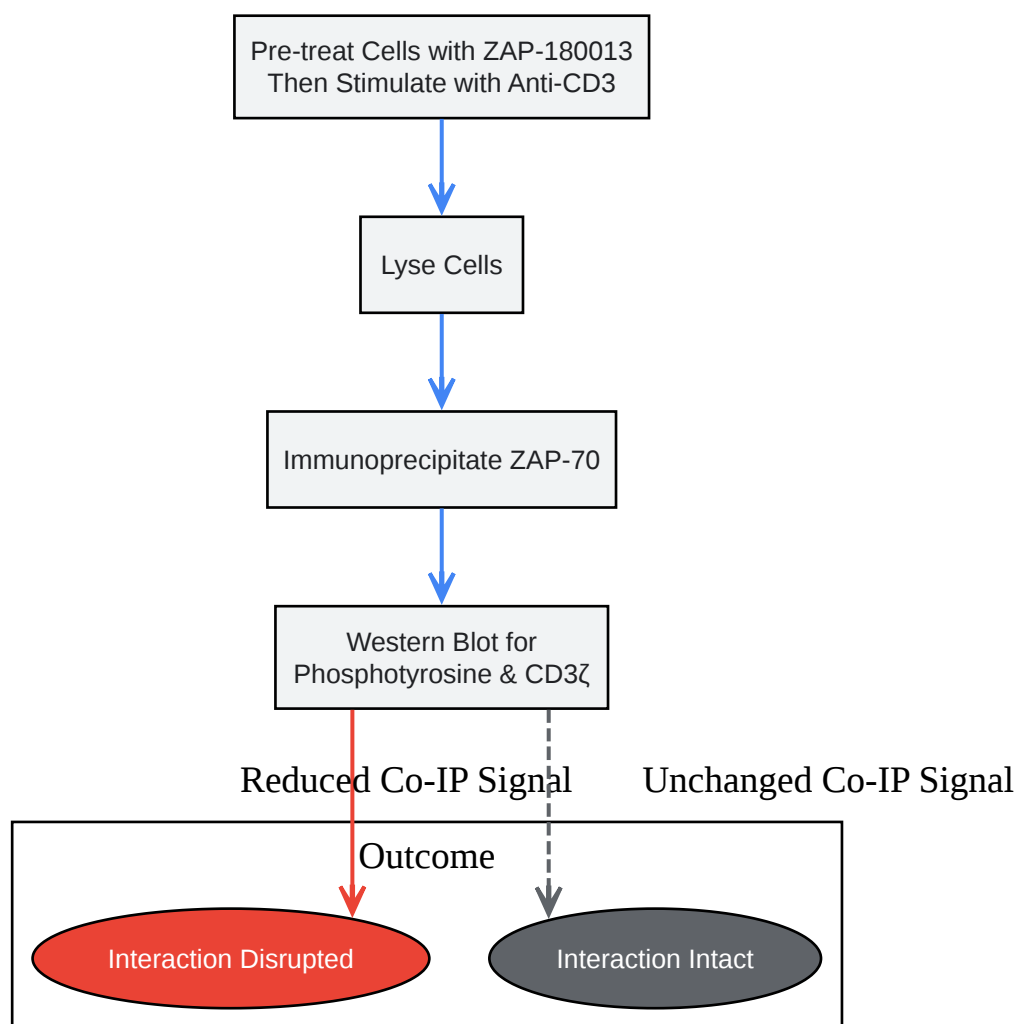 Pre-treat Cells with ZAP-180013
Then Stimulate with Anti-CD3
Lyse Cells
Immunoprecipitate ZAP-70
Western Blot for
Phosphotyrosine & CD3ζ
Reduced Co-IP Signal
Unchanged Co-IP Signal
Outcome
Interaction Disrupted
Interaction Intact